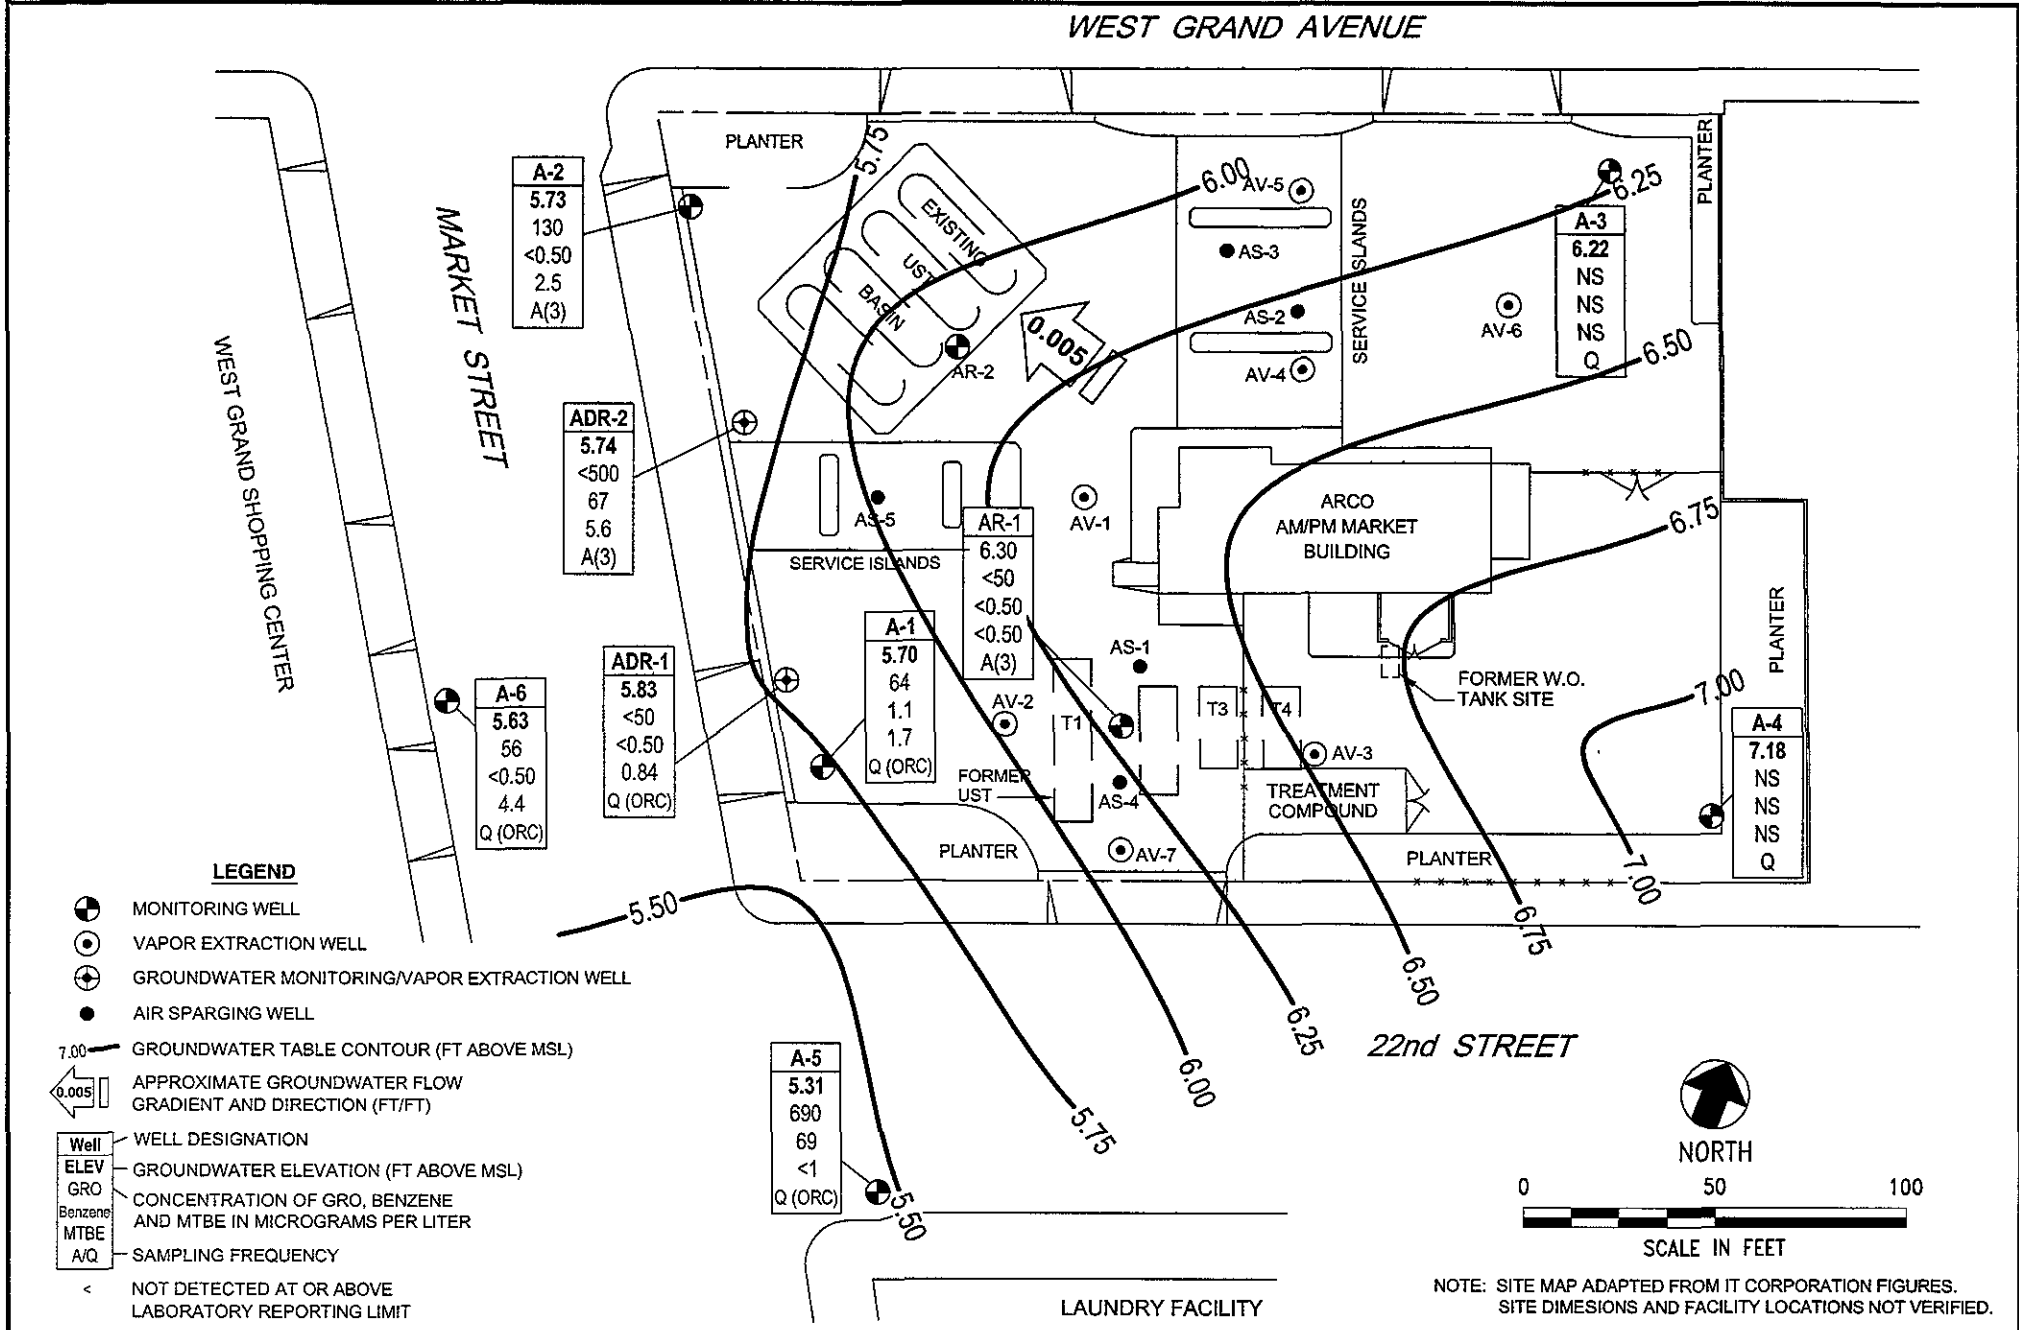 WEST GRAND AVENUE
PLANTER
5.75
A-2
5.73
130
<0.50
2.5
A(3)
MARKET STREET
EXISTING
UST
BASIN
6.00
AV-5
AS-3
SERVICE ISLANDS
AS-2
AV-4
6.25
PLANTER
A-3
6.22
NS
NS
NS
Q
AV-6
6.50
0.005
AR-2
WEST GRAND SHOPPING CENTER
ADR-2
5.74
<500
67
5.6
A(3)
AS-5
SERVICE ISLANDS
AR-1
6.30
<50
<0.50
<0.50
A(3)
AV-1
ARCO
AM/PM MARKET
BUILDING
6.75
PLANTER
A-1
5.70
64
1.1
1.7
Q (ORC)
ADR-1
5.83
<50
<0.50
0.84
Q (ORC)
A-6
5.63
56
<0.50
4.4
Q (ORC)
AS-1
AV-2
T1
T3
T4
AV-3
FORMER W.O.
TANK SITE
7.00
A-4
7.18
NS
NS
NS
Q
FORMER
UST
AS-4
TREATMENT
COMPOUND
PLANTER
AV-7
PLANTER
7.00
6.75
6.50
6.25
6.00
5.75
5.50
5.50
22nd STREET
A-5
5.31
690
69
<1
Q (ORC)
LEGEND
MONITORING WELL
VAPOR EXTRACTION WELL
GROUNDWATER MONITORING/VAPOR EXTRACTION WELL
AIR SPARGING WELL
7.00 GROUNDWATER TABLE CONTOUR (FT ABOVE MSL)
0.005 APPROXIMATE GROUNDWATER FLOW
GRADIENT AND DIRECTION (FT/FT)
Well WELL DESIGNATION
ELEV GROUNDWATER ELEVATION (FT ABOVE MSL)
GRO
Benzene
MTBE
CONCENTRATION OF GRO, BENZENE
AND MTBE IN MICROGRAMS PER LITER
A/Q SAMPLING FREQUENCY
< NOT DETECTED AT OR ABOVE
LABORATORY REPORTING LIMIT
LAUNDRY FACILITY
NORTH
0 50 100
SCALE IN FEET
NOTE: SITE MAP ADAPTED FROM IT CORPORATION FIGURES.
SITE DIMESIONS AND FACILITY LOCATIONS NOT VERIFIED.